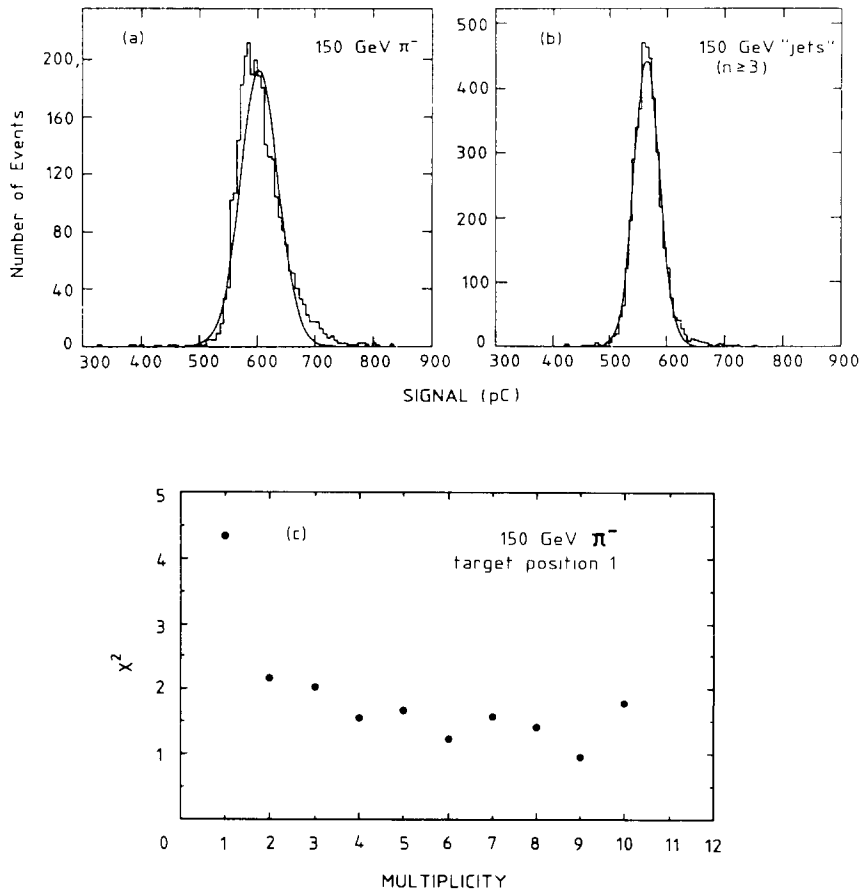 (a)
150 GeV π⁻
200,
160
120
80
40
0
Number of Events
300 400 500 600 700 800 900
(b)
150 GeV "jets"
(n ≥ 3)
500
400
300
200
100
0
300 400 500 600 700 800 900
SIGNAL (pC)
(c)
150 GeV π⁻
target position 1
5
4
3
2
1
χ²
0 1 2 3 4 5 6 7 8 9 10 11 12
MULTIPLICITY